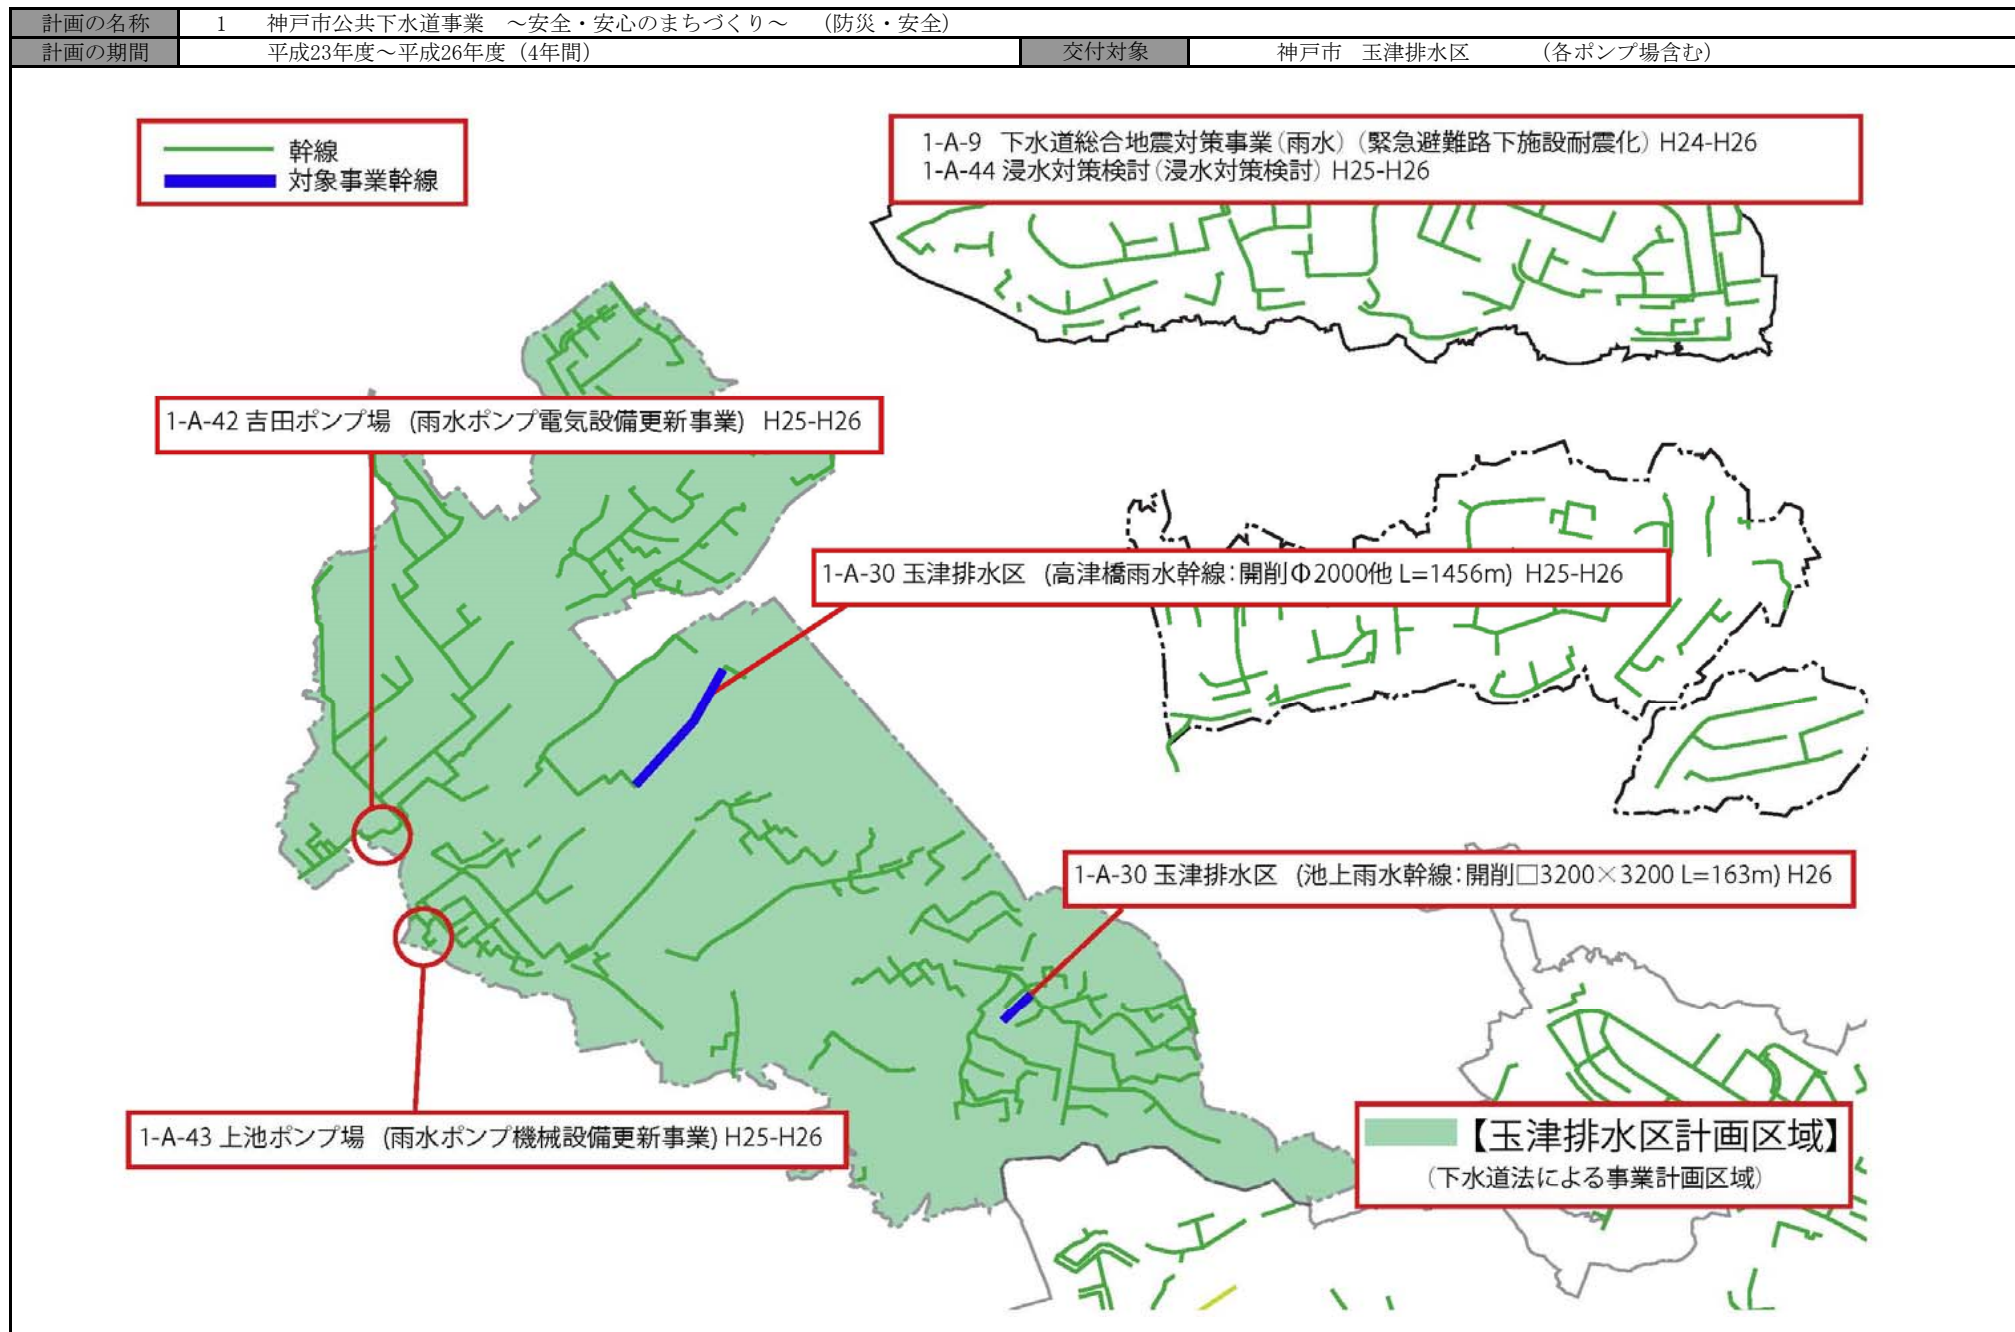 計画の名称 1 神戸市公共下水道事業 ～安全・安心のまちづくり～ （防災・安全）
計画の期間 平成23年度～平成26年度（4年間） 交付対象 神戸市 玉津排水区 （各ポンプ場含む）
幹線
対象事業幹線
1-A-9 下水道総合地震対策事業（雨水）（緊急避難路下施設耐震化）H24-H26
1-A-44 浸水対策検討（浸水対策検討）H25-H26
1-A-42 吉田ポンプ場 (雨水ポンプ電気設備更新事業) H25-H26
1-A-30 玉津排水区 (高津橋雨水幹線：開削Φ2000他 L=1456m) H25-H26
1-A-30 玉津排水区 (池上雨水幹線：開削□3200×3200 L=163m) H26
1-A-43 上池ポンプ場 (雨水ポンプ機械設備更新事業) H25-H26
【玉津排水区計画区域】
（下水道法による事業計画区域）